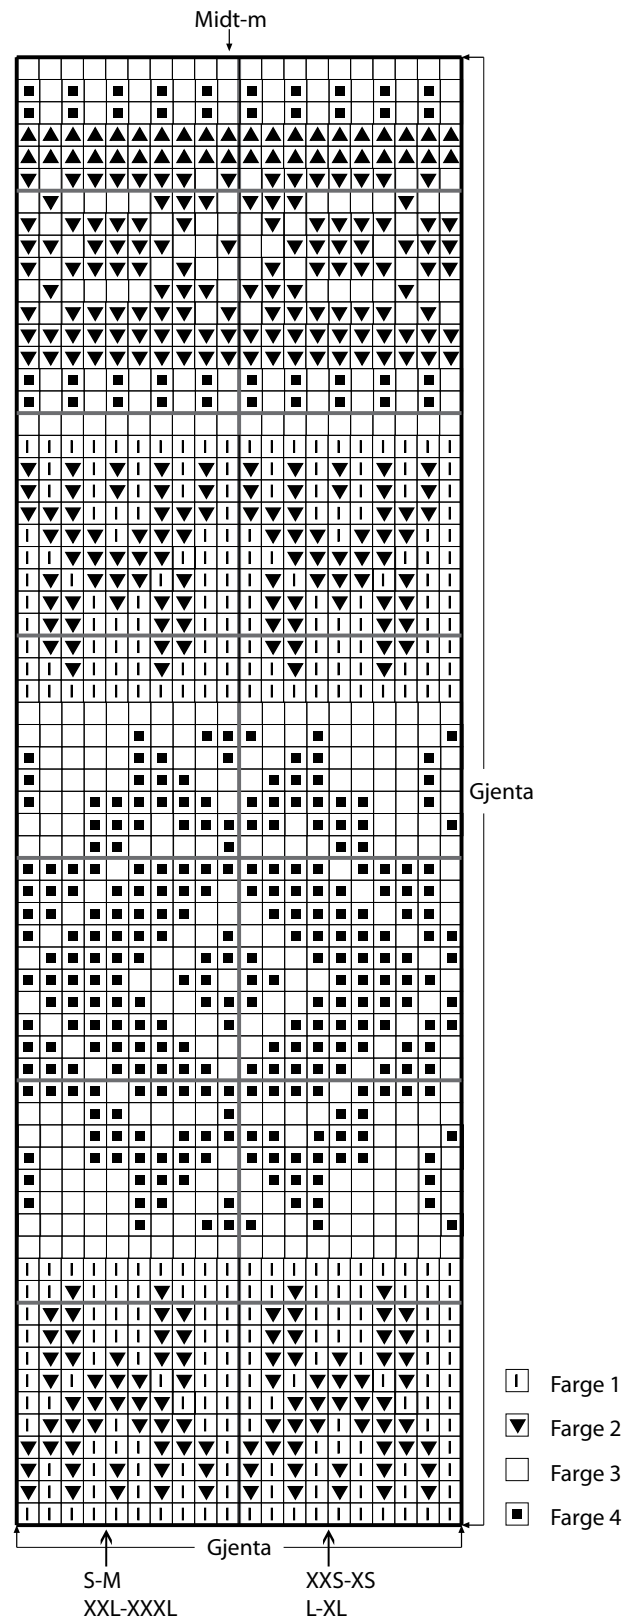 Midt-m
Gjenta
Farge 1
Farge 2
Farge 3
Farge 4
Gjenta
S-M
XXL-XXXL
XXS-XS
L-XL